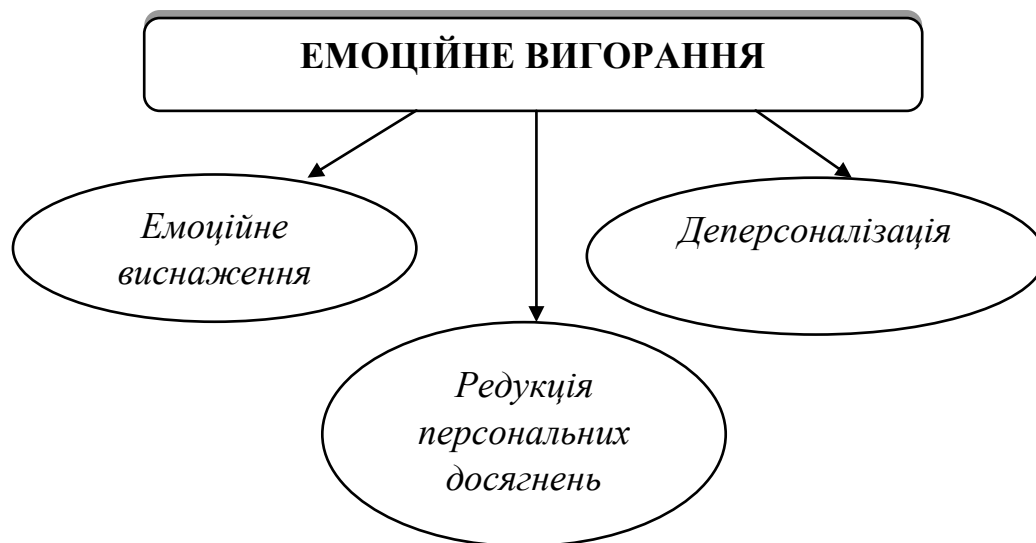 ЕМОЦІЙНЕ ВИГОРАННЯ
Емоційне
виснаження
Деперсоналізація
Редукція
персональних
досягнень